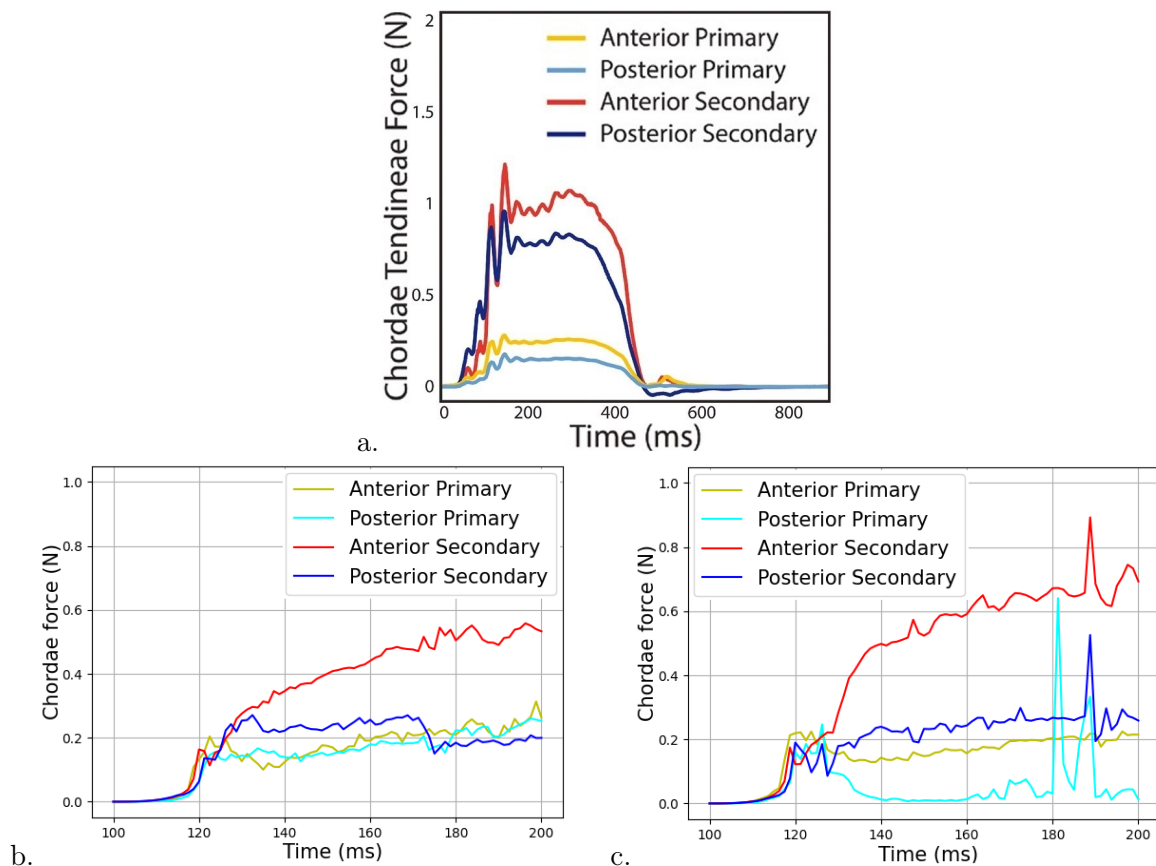 Chordae Tendineae Force (N)
2
1.5
1
0.5
0
Anterior Primary
Posterior Primary
Anterior Secondary
Posterior Secondary
0 200 400 600 800
Time (ms)
a.
Chordae force (N)
1.0
0.8
0.6
0.4
0.2
0.0
Anterior Primary
Posterior Primary
Anterior Secondary
Posterior Secondary
100 120 140 160 180 200
Time (ms)
b.
Chordae force (N)
1.0
0.8
0.6
0.4
0.2
0.0
Anterior Primary
Posterior Primary
Anterior Secondary
Posterior Secondary
100 120 140 160 180 200
Time (ms)
c.